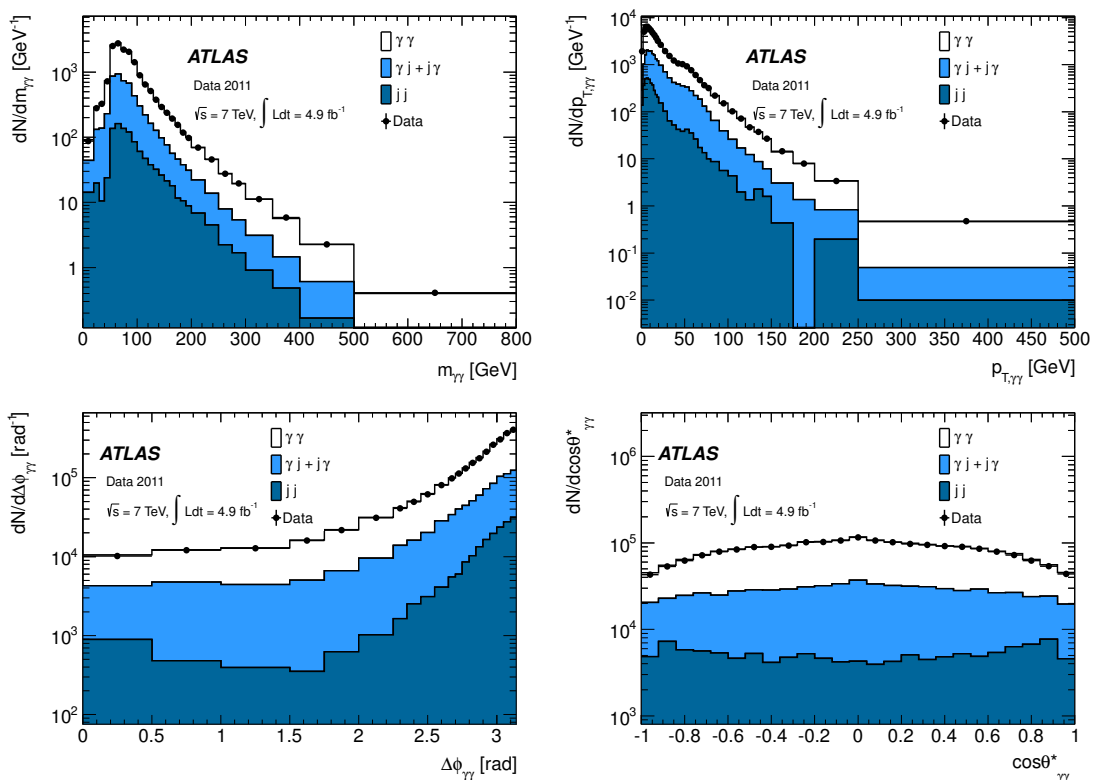 dN/dm_γγ [GeV⁻¹]
10³
10²
10
1
ATLAS
Data 2011
√s = 7 TeV, ∫ Ldt = 4.9 fb⁻¹
γ γ
γ j + j γ
j j
Data
0 100 200 300 400 500 600 700 800
m_γγ [GeV]
dN/dp_T,γγ [GeV⁻¹]
10⁴
10³
10²
10
1
10⁻¹
10⁻²
ATLAS
Data 2011
√s = 7 TeV, ∫ Ldt = 4.9 fb⁻¹
γ γ
γ j + j γ
j j
Data
0 50 100 150 200 250 300 350 400 450 500
p_T,γγ [GeV]
dN/dΔϕ_γγ [rad⁻¹]
10⁵
10⁴
10³
10²
ATLAS
Data 2011
√s = 7 TeV, ∫ Ldt = 4.9 fb⁻¹
γ γ
γ j + j γ
j j
Data
0 0.5 1 1.5 2 2.5 3
Δϕ_γγ [rad]
dN/dcosθ*_γγ
10⁶
10⁵
10⁴
10³
ATLAS
Data 2011
√s = 7 TeV, ∫ Ldt = 4.9 fb⁻¹
γ γ
γ j + j γ
j j
Data
-1 -0.8 -0.6 -0.4 -0.2 0 0.2 0.4 0.6 0.8 1
cosθ*_γγ